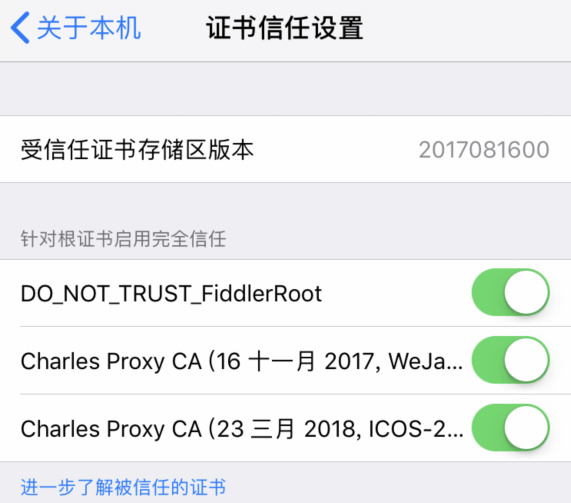 关于本机 证书信任设置
受信任证书存储区版本 2017081600
针对根证书启用完全信任
DO_NOT_TRUST_FiddlerRoot
Charles Proxy CA (16 十一月 2017, WeJa...
Charles Proxy CA (23 三月 2018, ICOS-2...
进一步了解被信任的证书